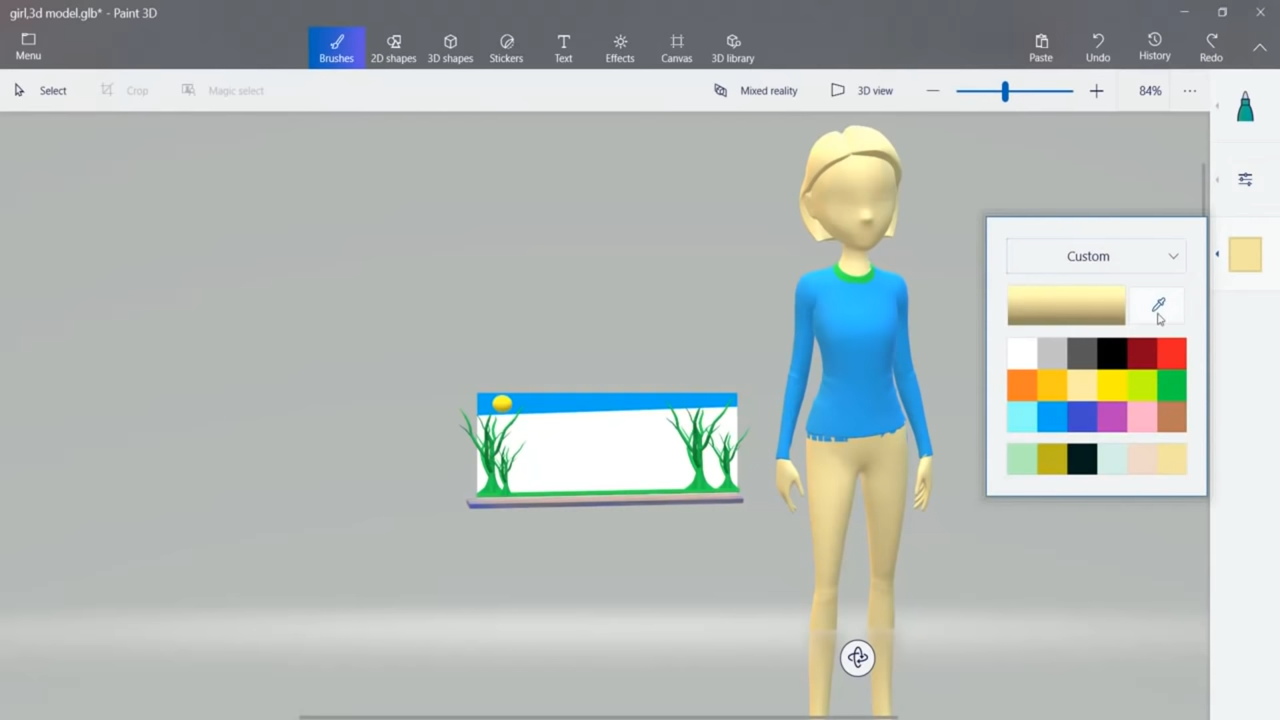 girl,3d model.glb* - Paint 3D
Menu
Brushes
2D shapes
3D shapes
Stickers
Text
Effects
Canvas
3D library
Paste
Undo
History
Redo
Select
Crop
Magic select
Mixed reality
3D view
84%
Custom